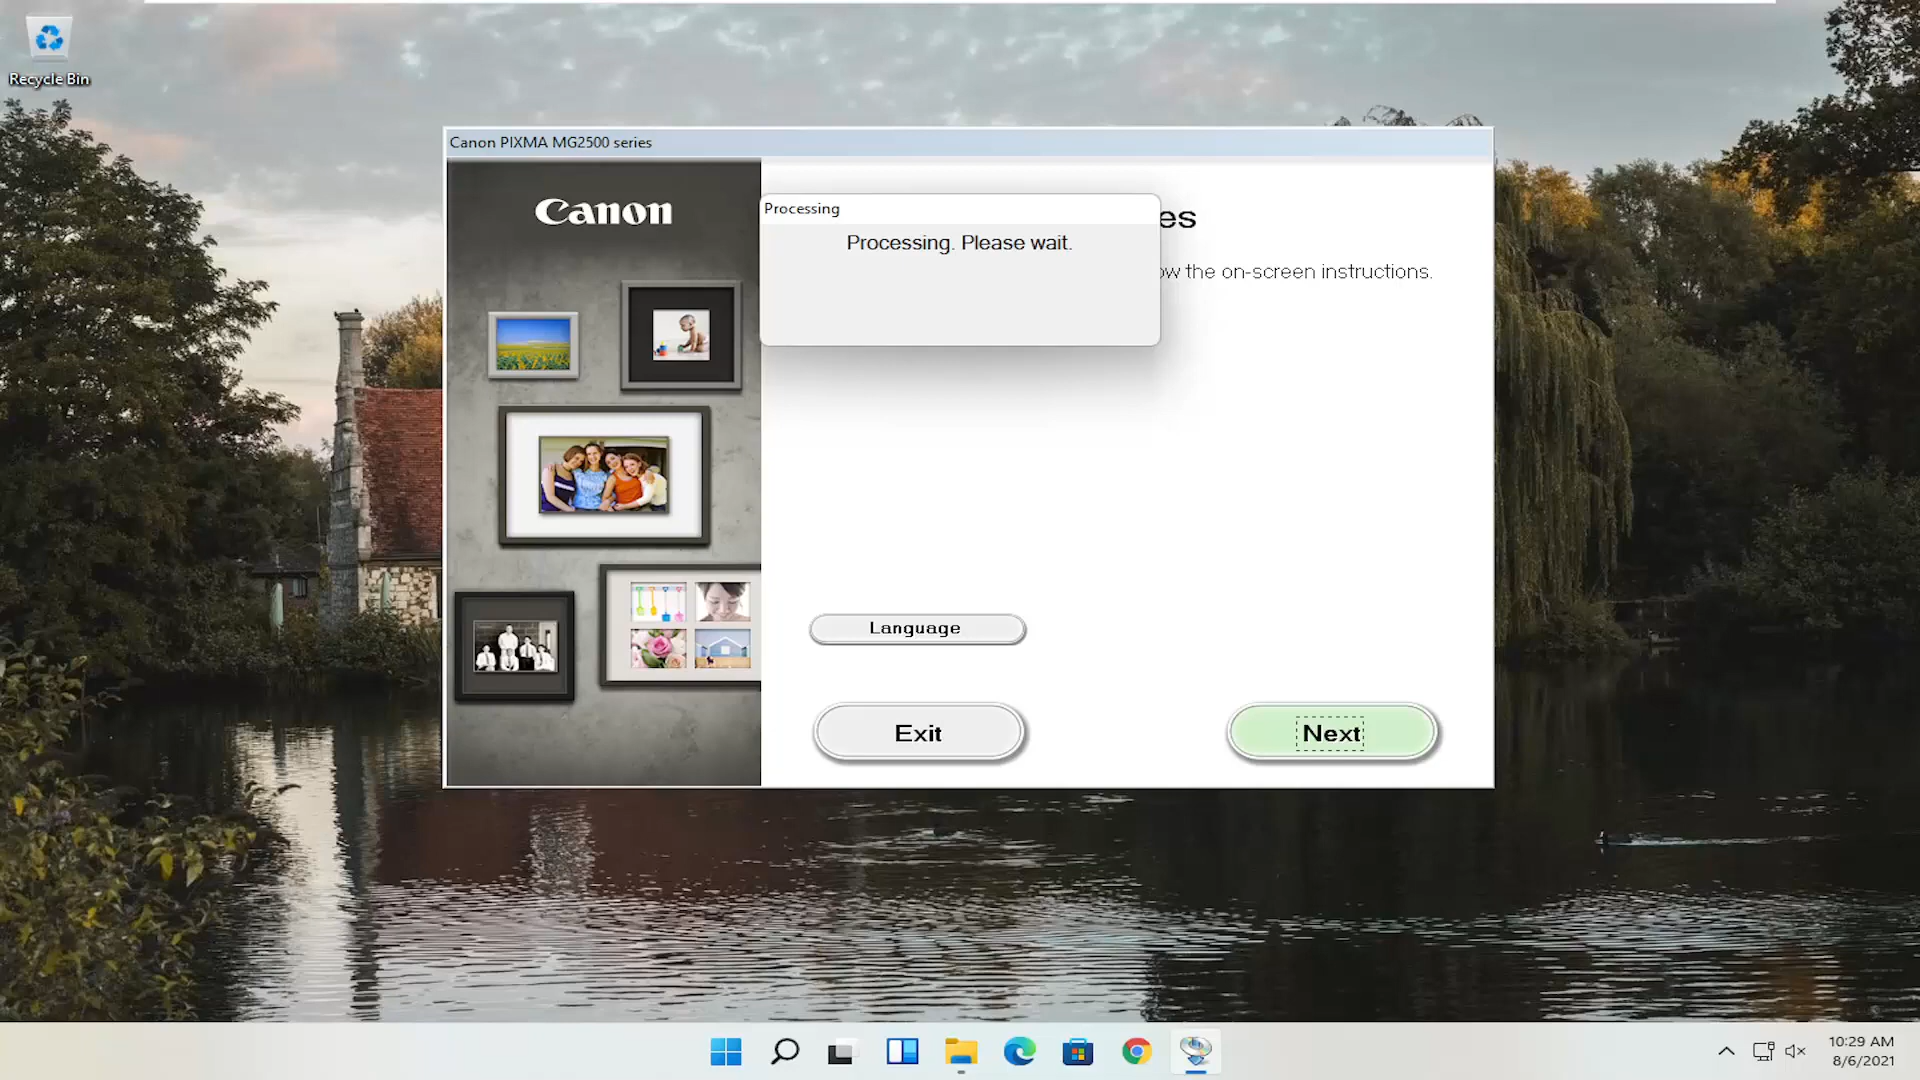 Recycle Bin
Canon PIXMA MG2500 series
Canon
Processing
Processing. Please wait.
es
ow the on-screen instructions.
Language
Exit
Next
10:29 AM
8/6/2021